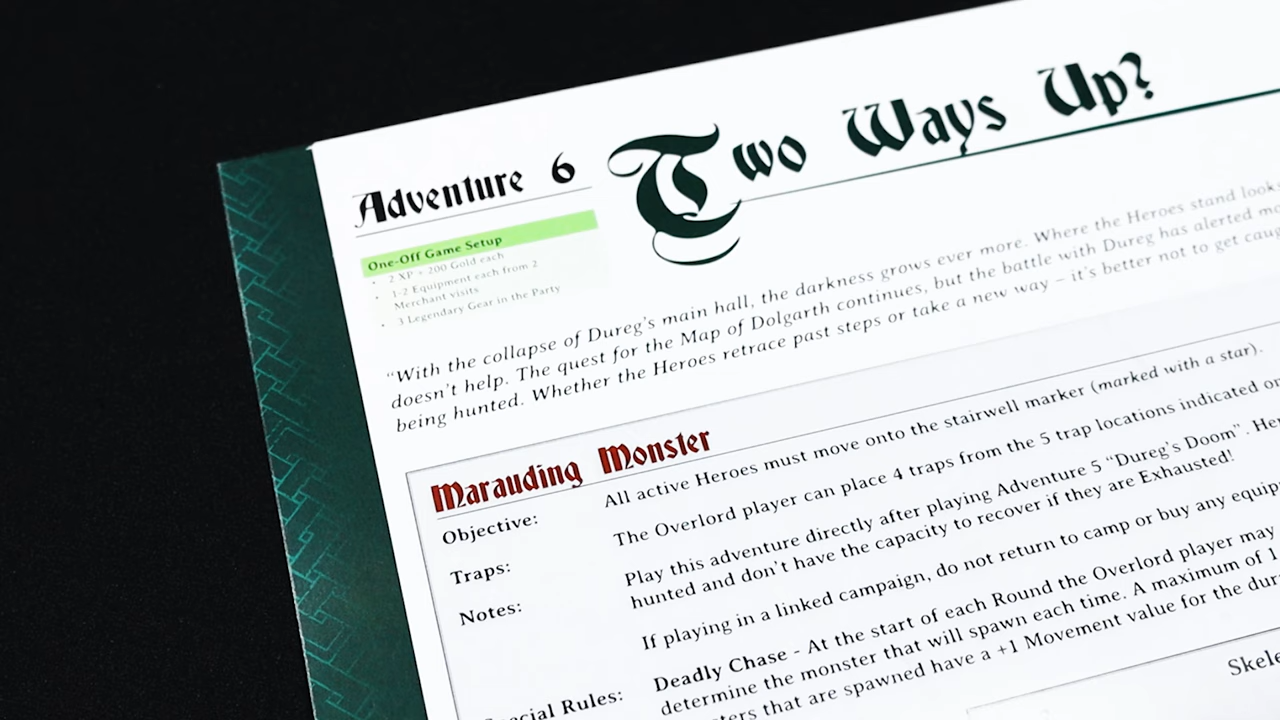 Adventure 6
Two Ways Up?
One-Off Game Setup
• 2 XP + 200 Gold each
• 1-2 Equipment each from 2
Merchant visits
• 3 Legendary Gear in the Party
“With the collapse of Dureg’s main hall, the darkness grows ever more. Where the Heroes stand looks
doesn’t help. The quest for the Map of Dolgarth continues, but the battle with Dureg has alerted
being hunted. Whether the Heroes retrace past steps or take a new way – it’s better not to get
Marauding Monster
Objective: All active Heroes must move onto the stairwell marker (marked with a star).
Traps: The Overlord player can place 4 traps from the 5 trap locations indicated
Notes: Play this adventure directly after playing Adventure 5 “Dureg’s Doom”.
hunted and don’t have the capacity to recover if they are Exhausted!
If playing in a linked campaign, do not return to camp or buy any
Special Rules: Deadly Chase - At the start of each Round the Overlord player may
determine the monster that will spawn each time. A maximum of 1
that are spawned have a +1 Movement value for the